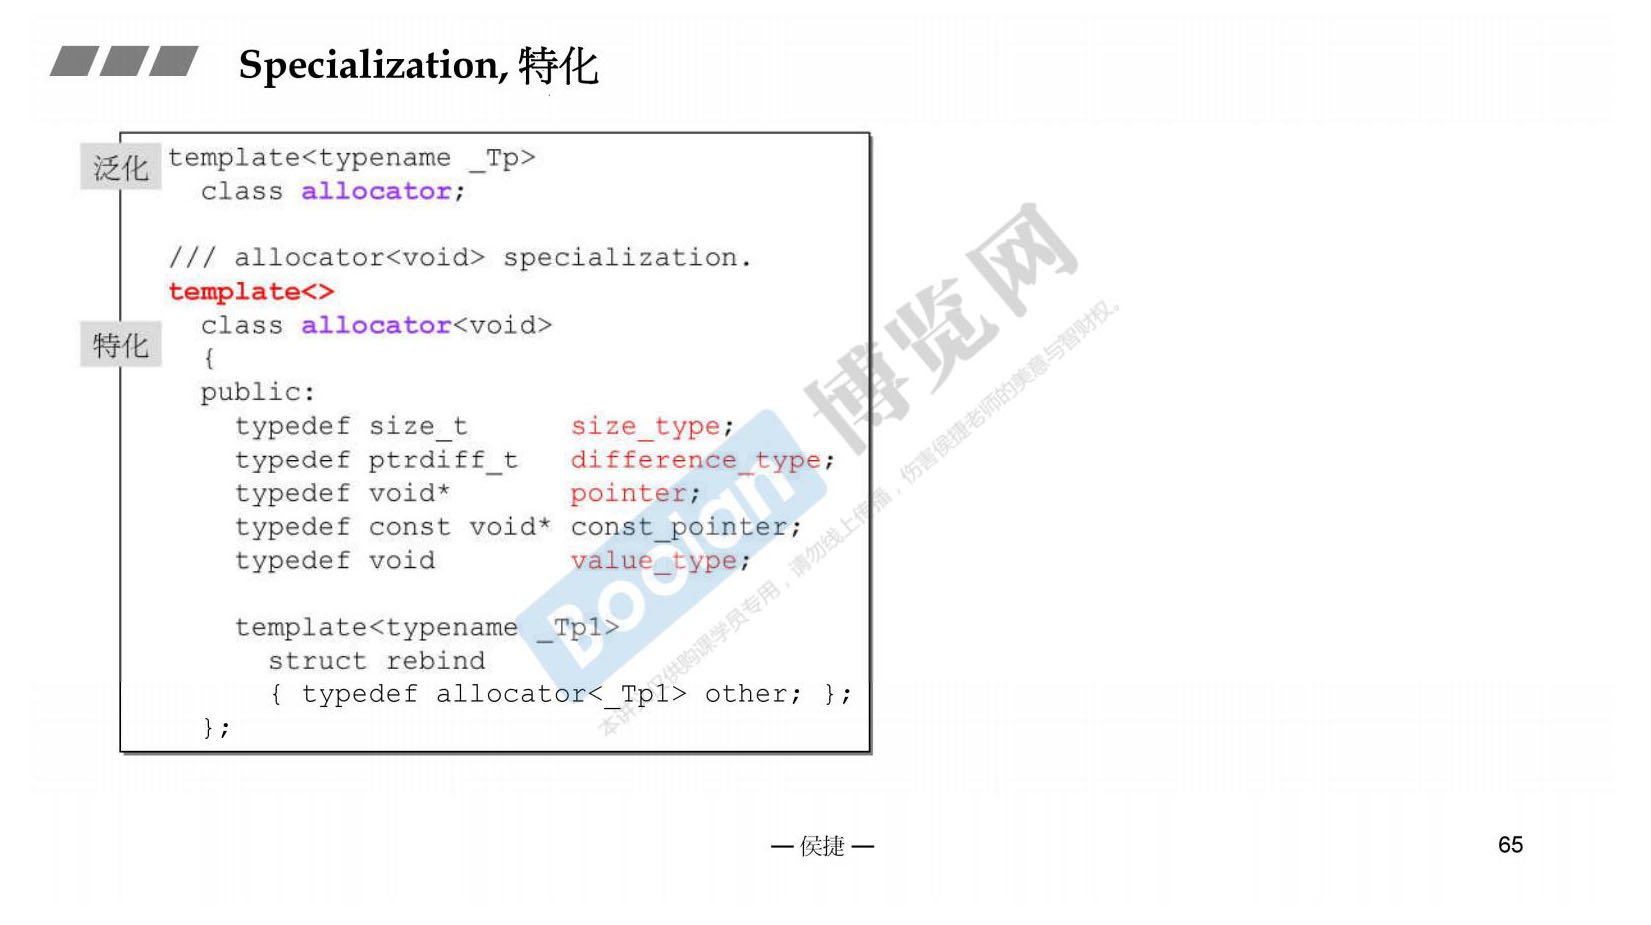 Specialization, 特化
泛化
template<typename _Tp>
class allocator;
/// allocator<void> specialization.
template<>
class allocator<void>
特化
{
public:
typedef size_t size_type;
typedef ptrdiff_t difference_type;
typedef void* pointer;
typedef const void* const_pointer;
typedef void value_type;
template<typename _Tp1>
struct rebind
{ typedef allocator<_Tp1> other; };
};
Boolan 博览网
本讲义仅供购课学员专用，请勿线上传播，伤害侯捷老师的美意与智财权。
— 侯捷 —
65